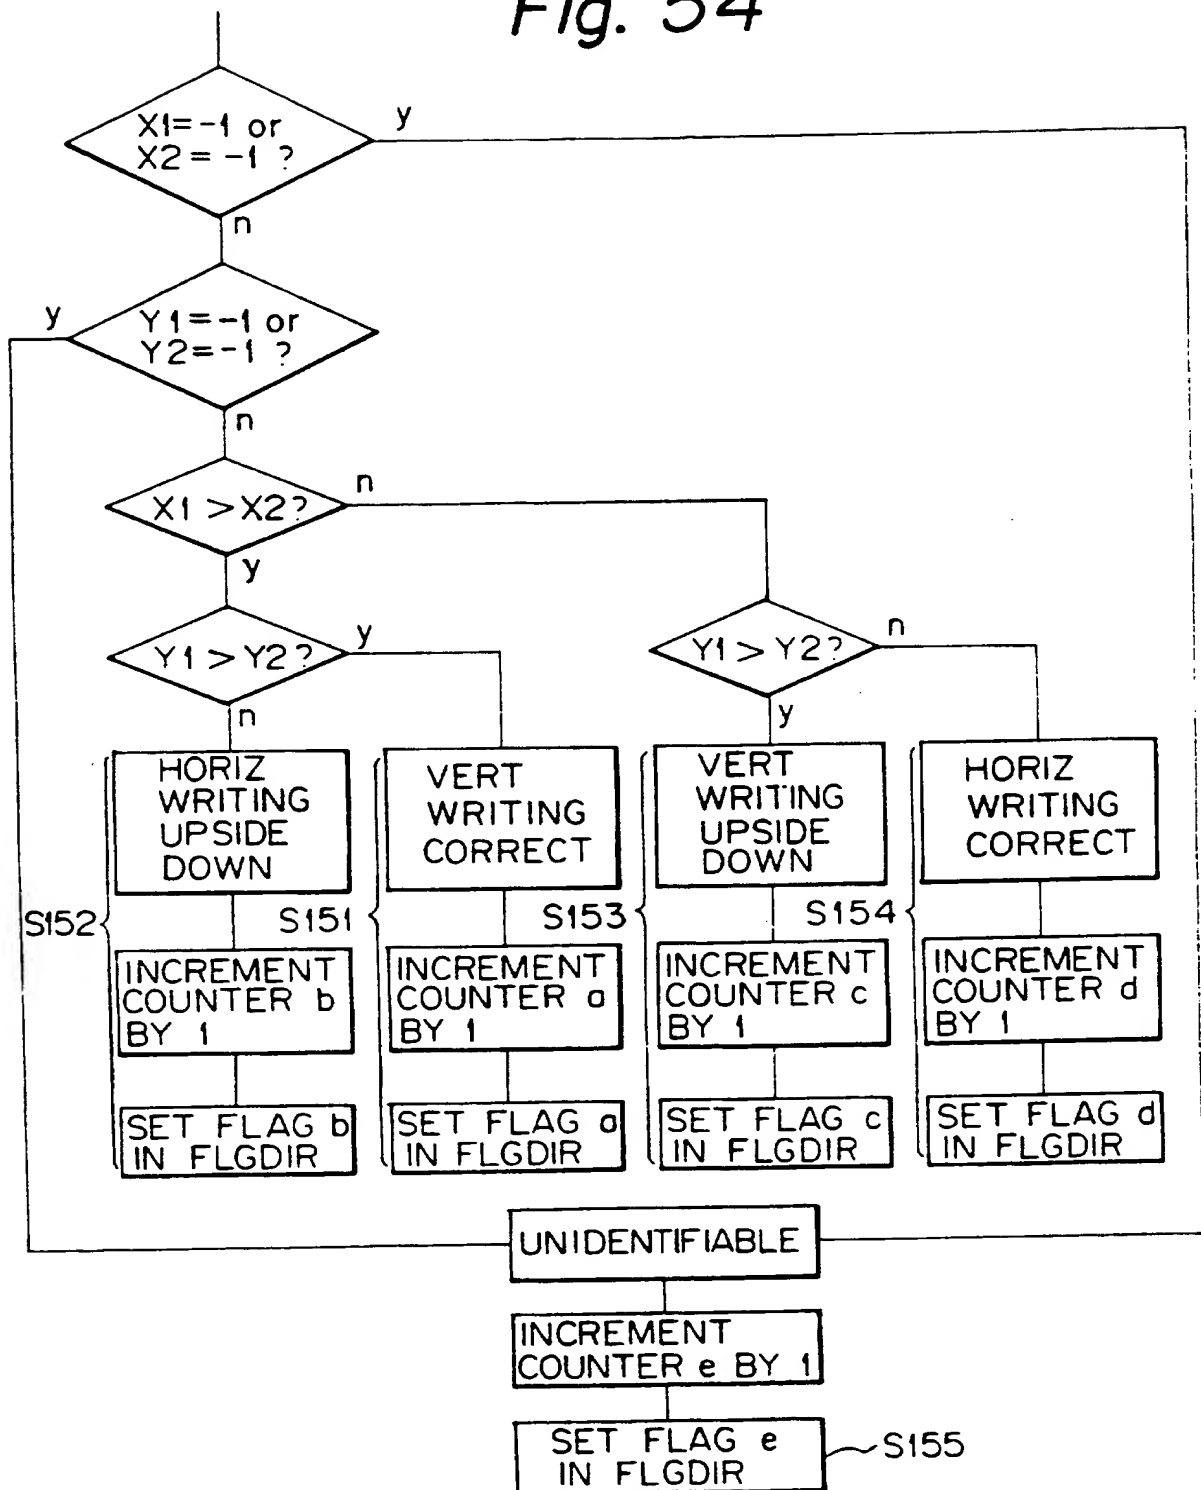 Fig. 54
X1=-1 or
X2=-1 ?
y
n
Y1=-1 or
Y2=-1 ?
y
n
X1 > X2?
n
y
Y1 > Y2?
y
n
Y1 > Y2?
n
y
HORIZ
WRITING
UPSIDE
DOWN
VERT
WRITING
CORRECT
VERT
WRITING
UPSIDE
DOWN
HORIZ
WRITING
CORRECT
S152
S151
S153
S154
INCREMENT
COUNTER b
BY 1
INCREMENT
COUNTER a
BY 1
INCREMENT
COUNTER c
BY 1
INCREMENT
COUNTER d
BY 1
SET FLAG b
IN FLGDIR
SET FLAG a
IN FLGDIR
SET FLAG c
IN FLGDIR
SET FLAG d
IN FLGDIR
UNIDENTIFIABLE
INCREMENT
COUNTER e BY 1
SET FLAG e
IN FLGDIR
S155